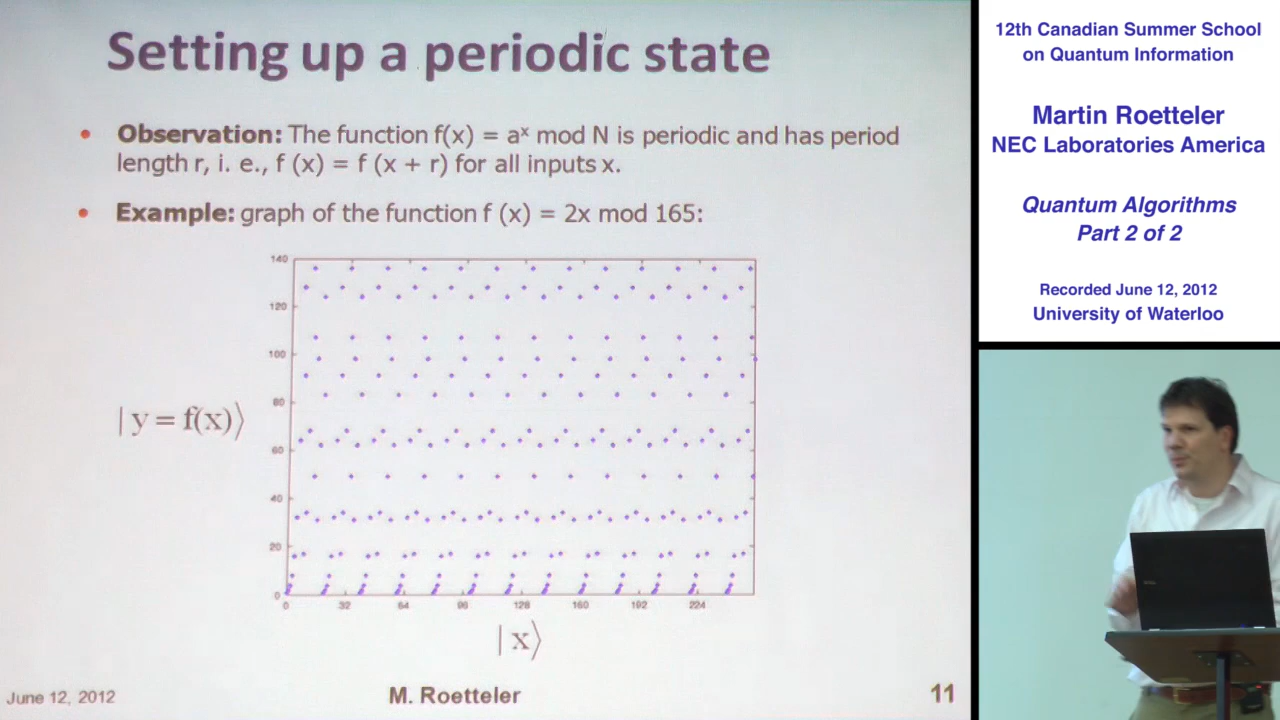 Setting up a periodic state
• Observation: The function f(x) = aˣ mod N is periodic and has period
length r, i. e., f (x) = f (x + r) for all inputs x.
• Example: graph of the function f (x) = 2x mod 165:
140
120
100
80
60
40
20
0
| y = f(x)⟩
0 32 64 96 128 160 192 224
| x⟩
June 12, 2012 M. Roetteler 11
12th Canadian Summer School
on Quantum Information
Martin Roetteler
NEC Laboratories America
Quantum Algorithms
Part 2 of 2
Recorded June 12, 2012
University of Waterloo